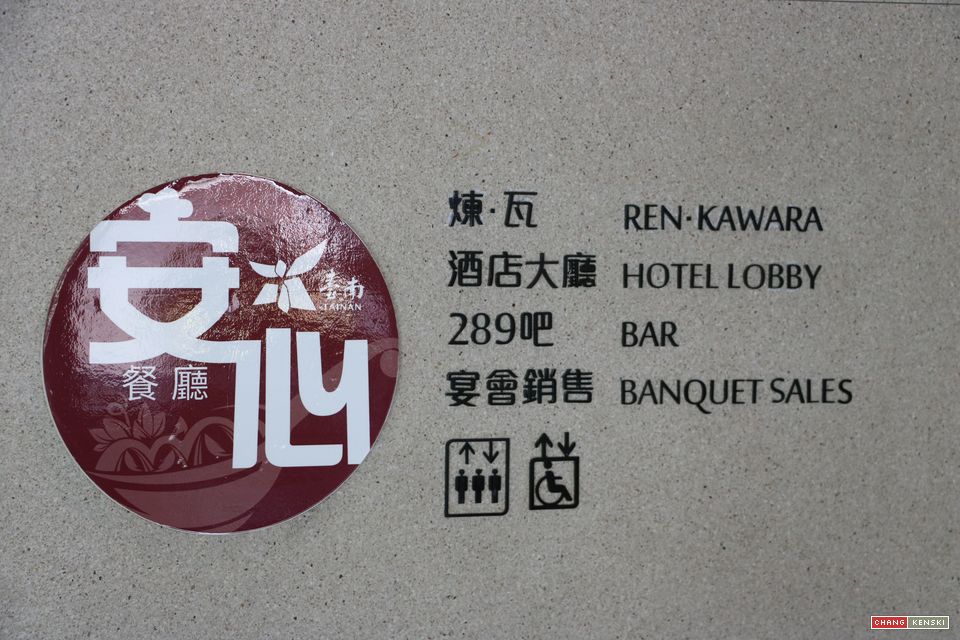 安心
餐廳
臺南
TAINAN
煉·瓦 REN·KAWARA
酒店大廳 HOTEL LOBBY
289吧 BAR
宴會銷售 BANQUET SALES
CHANG KENSKI